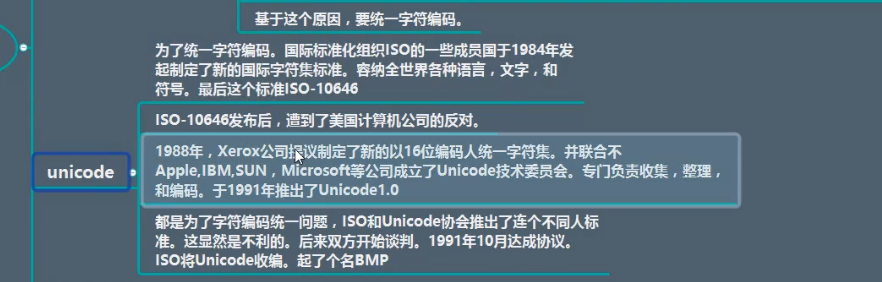 基于这个原因，要统一字符编码。
为了统一字符编码。国际标准化组织ISO的一些成员国于1984年发
起制定了新的国际字符集标准。容纳全世界各种语言，文字，和
符号。最后这个标准ISO-10646
ISO-10646发布后，遭到了美国计算机公司的反对。
unicode
1988年，Xerox公司提议制定了新的以16位编码人统一字符集。并联合不
Apple,IBM,SUN，Microsoft等公司成立了Unicode技术委员会。专门负责收集，整理，
和编码。于1991年推出了Unicode1.0
都是为了字符编码统一问题，ISO和Unicode协会推出了连个不同人标
准。这显然是不利的。后来双方开始谈判。1991年10月达成协议。
ISO将Unicode收编。起了个名BMP